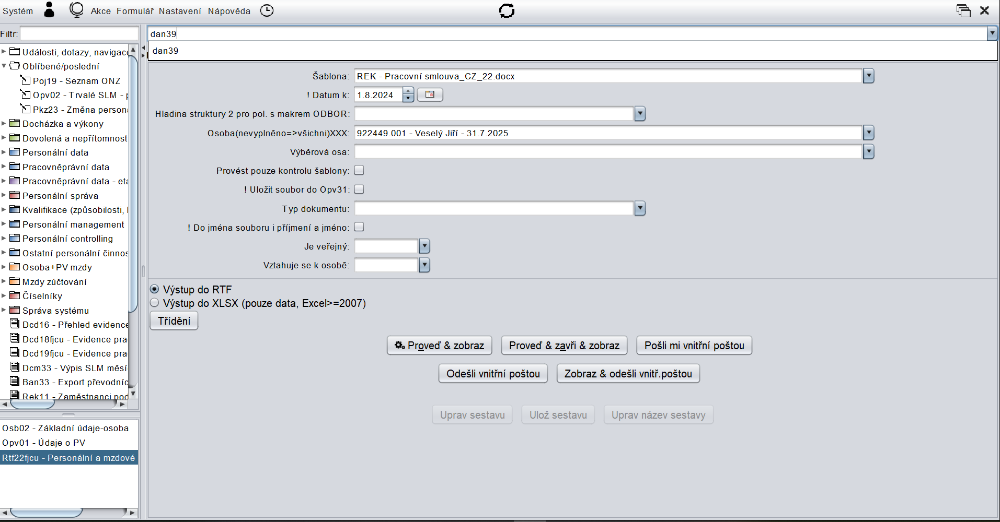 Systém Akce Formulář Nastavení Nápověda
Filtr:
dan39
dan39
Události, dotazy, navigace
Oblíbené/poslední
Poj19 - Seznam ONZ
Opv02 - Trvalé SLM - p
Pkz23 - Změna persona
Docházka a výkony
Dovolená a nepřítomnost
Personální data
Pracovněprávní data
Pracovněprávní data - eta
Personální správa
Kvalifikace (způsobilosti,
Personální management
Personální controlling
Ostatní personální činnos
Osoba+PV mzdy
Mzdy zúčtování
Číselníky
Správa systému
Dcd16 - Přehled evidence
Dcd18fjcu - Evidence pra
Dcd19fjcu - Evidence pra
Dcm33 - Výpis SLM měsí
Ban33 - Export převodníc
Rek11 - Zaměstnanci pod
Osb02 - Základní údaje-osoba
Opv01 - Údaje o PV
Rtf22fjcu - Personální a mzdové
Šablona: REK - Pracovní smlouva_CZ_22.docx
! Datum k: 1.8.2024
Hladina struktury 2 pro pol. s makrem ODBOR:
Osoba(nevyplněno=>všichni)XXX: 922449.001 - Veselý Jiří - 31.7.2025
Výběrová osa:
Provést pouze kontrolu šablony:
! Uložit soubor do Opv31:
Typ dokumentu:
! Do jména souboru i příjmení a jméno:
Je veřejný:
Vztahuje se k osobě:
Výstup do RTF
Výstup do XLSX (pouze data, Excel>=2007)
Třídění
Proveď & zobraz Proveď & zavři & zobraz Pošli mi vnitřní poštou
Odešli vnitřní poštou Zobraz & odešli vnitř.poštou
Uprav sestavu Ulož sestavu Uprav název sestavy